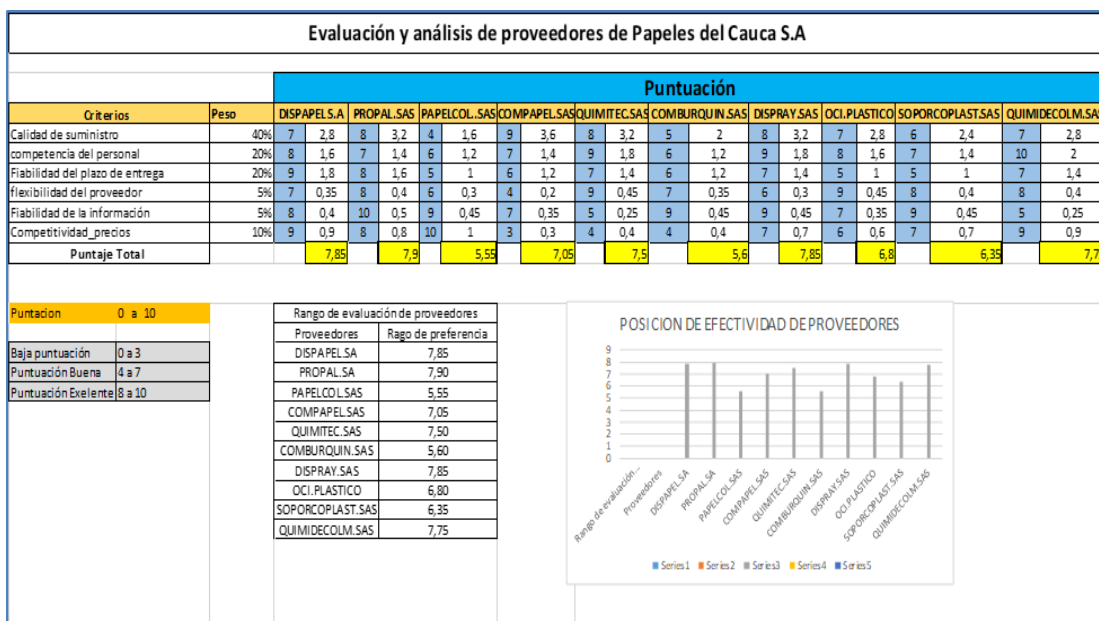 Evaluación y análisis de proveedores de Papeles del Cauca S.A
Puntuación
Criterios Peso DISPAPELS.A PROPAL.SAS PAPELCOL..SAS COMPAPEL.SAS QUIMITEC.SAS COMBURQUIN.SAS DISPRAY.SAS OCI.PLASTICO SOPORCOPLAST.SAS QUIMIDECOLM.SAS
Calidad de suministro 40% 7 2,8 8 3,2 4 1,6 9 3,6 8 3,2 5 2 8 3,2 7 2,8 6 2,4 7 2,8
competencia del personal 20% 8 1,6 7 1,4 6 1,2 7 1,4 9 1,8 6 1,2 9 1,8 8 1,6 7 1,4 10 2
Fiabilidad del plazo de entrega 20% 9 1,8 8 1,6 5 1 6 1,2 7 1,4 6 1,2 7 1,4 5 1 5 1 7 1,4
flexibilidad del proveedor 5% 7 0,35 8 0,4 6 0,3 4 0,2 9 0,45 7 0,35 6 0,3 9 0,45 8 0,4 8 0,4
Fiabilidad de la información 5% 8 0,4 10 0,5 9 0,45 7 0,35 5 0,25 9 0,45 9 0,45 7 0,35 9 0,45 5 0,25
Competitividad_precios 10% 9 0,9 8 0,8 10 1 3 0,3 4 0,4 4 0,4 7 0,7 6 0,6 7 0,7 9 0,9
Puntaje Total 7,85 7,9 5,55 7,05 7,5 5,6 7,85 6,8 6,35 7,7
Puntacion 0 a 10
Baja puntuación 0 a 3
Puntuación Buena 4 a 7
Puntuación Exelente 8 a 10
Rango de evaluación de proveedores
Proveedores Rago de preferencia
DISPAPEL.SA 7,85
PROPAL.SA 7,90
PAPELCOL.SAS 5,55
COMPAPEL.SAS 7,05
QUIMITEC.SAS 7,50
COMBURQUIN.SAS 5,60
DISPRAY.SAS 7,85
OCI.PLASTICO 6,80
SOPORCOPLAST.SAS 6,35
QUIMIDECOLM.SAS 7,75
POSICION DE EFECTIVIDAD DE PROVEEDORES
9
8
7
6
5
4
3
2
1
0
Rango de evaluación...
Proveedores
DISPAPEL.SA
PROPAL.SA
PAPELCOL.SAS
COMPAPEL.SAS
QUIMITEC.SAS
COMBURQUIN.SAS
DISPRAY.SAS
OCI.PLASTICO
SOPORCOPLAST.SAS
QUIMIDECOLM.SAS
Series1 Series2 Series3 Series4 Series5